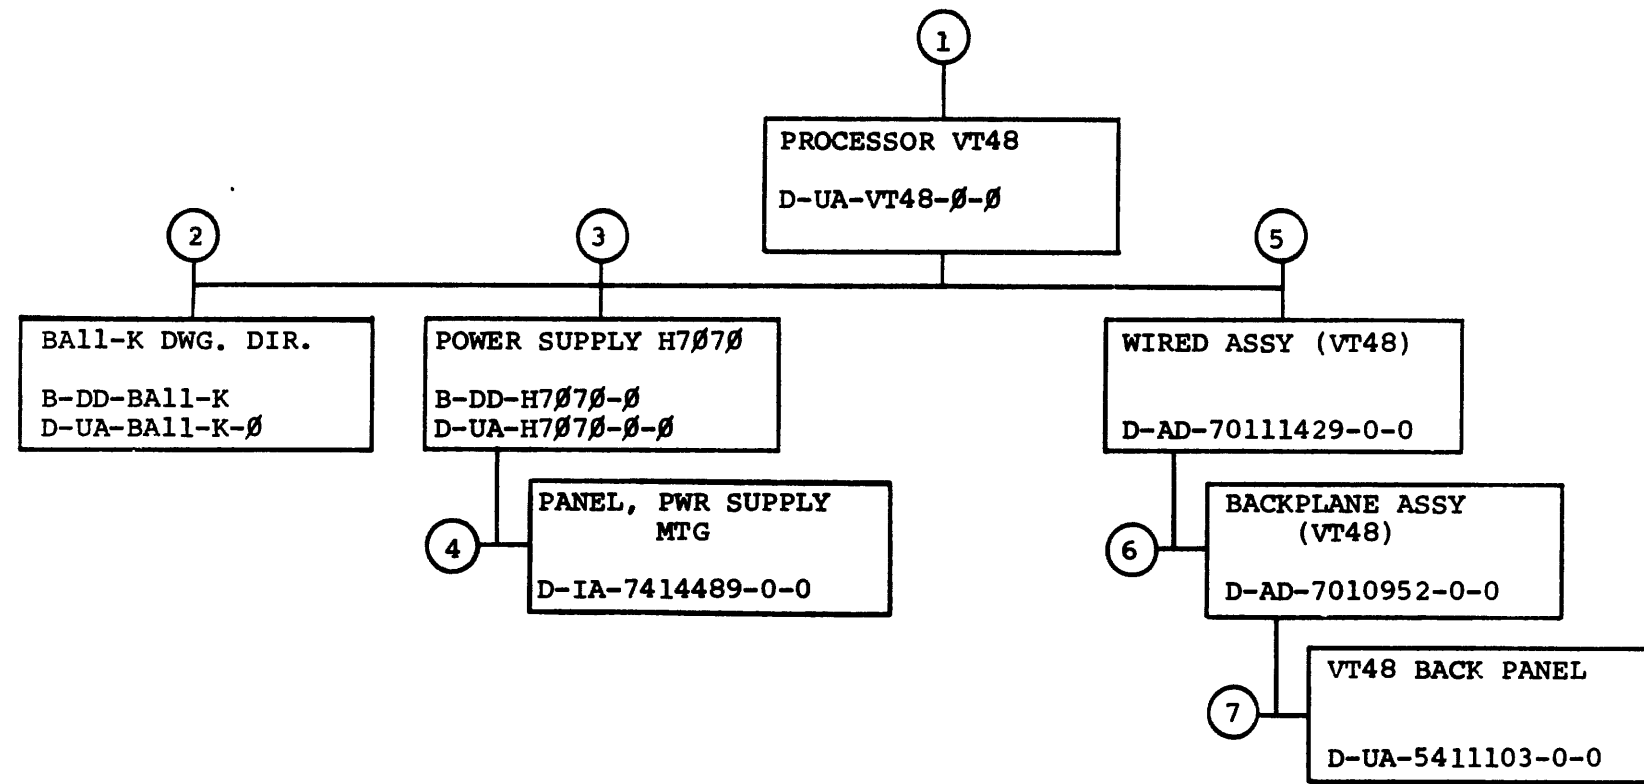 1
PROCESSOR VT48
D-UA-VT48-Ø-Ø
2
3
5
BA11-K DWG. DIR.
B-DD-BA11-K
D-UA-BA11-K-Ø
POWER SUPPLY H7Ø7Ø
B-DD-H7Ø7Ø-Ø
D-UA-H7Ø7Ø-Ø-Ø
WIRED ASSY (VT48)
D-AD-70111429-0-0
4
PANEL, PWR SUPPLY
MTG
D-IA-7414489-0-0
6
BACKPLANE ASSY
(VT48)
D-AD-7010952-0-0
7
VT48 BACK PANEL
D-UA-5411103-0-0